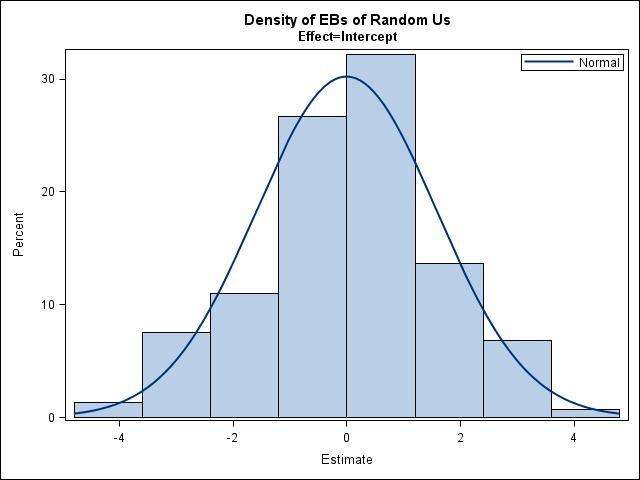 Density of EBs of Random Us
Effect=Intercept
Normal
30
20
10
0
Percent
-4
-2
0
2
4
Estimate